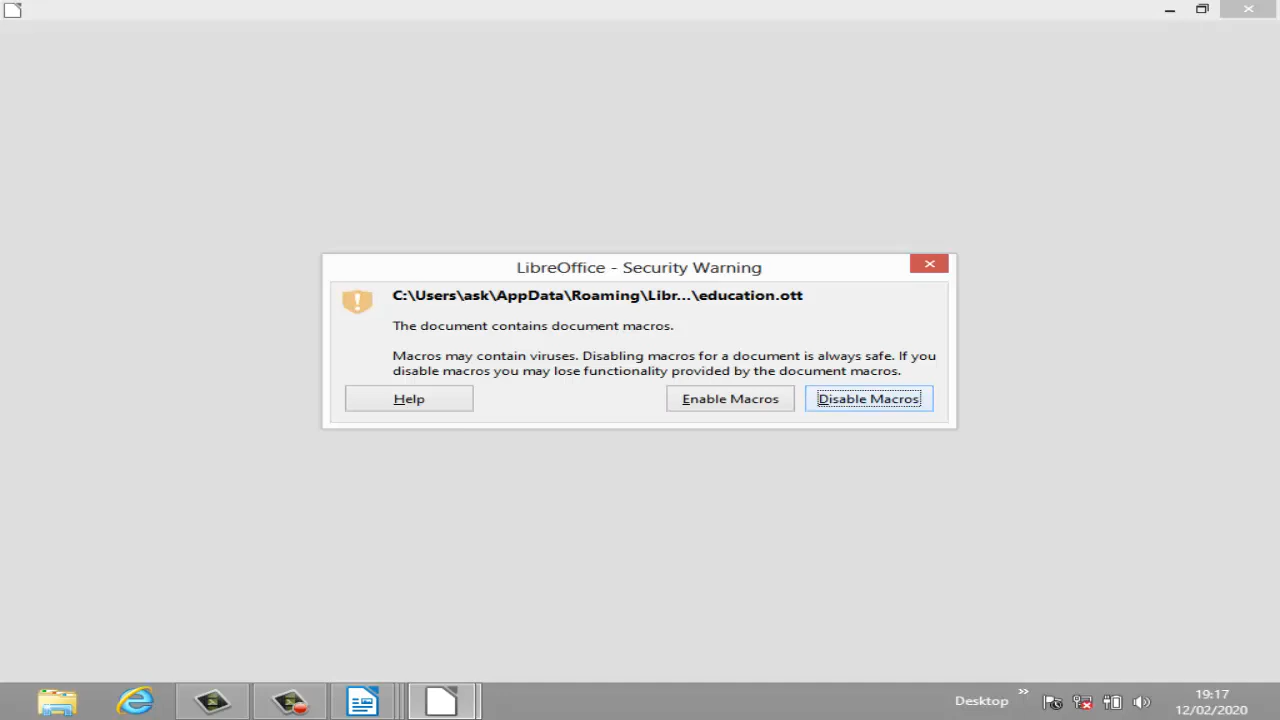 LibreOffice - Security Warning
C:\Users\ask\AppData\Roaming\Libr...\education.ott
The document contains document macros.
Macros may contain viruses. Disabling macros for a document is always safe. If you
disable macros you may lose functionality provided by the document macros.
Help
Enable Macros
Disable Macros
Desktop
19:17
12/02/2020